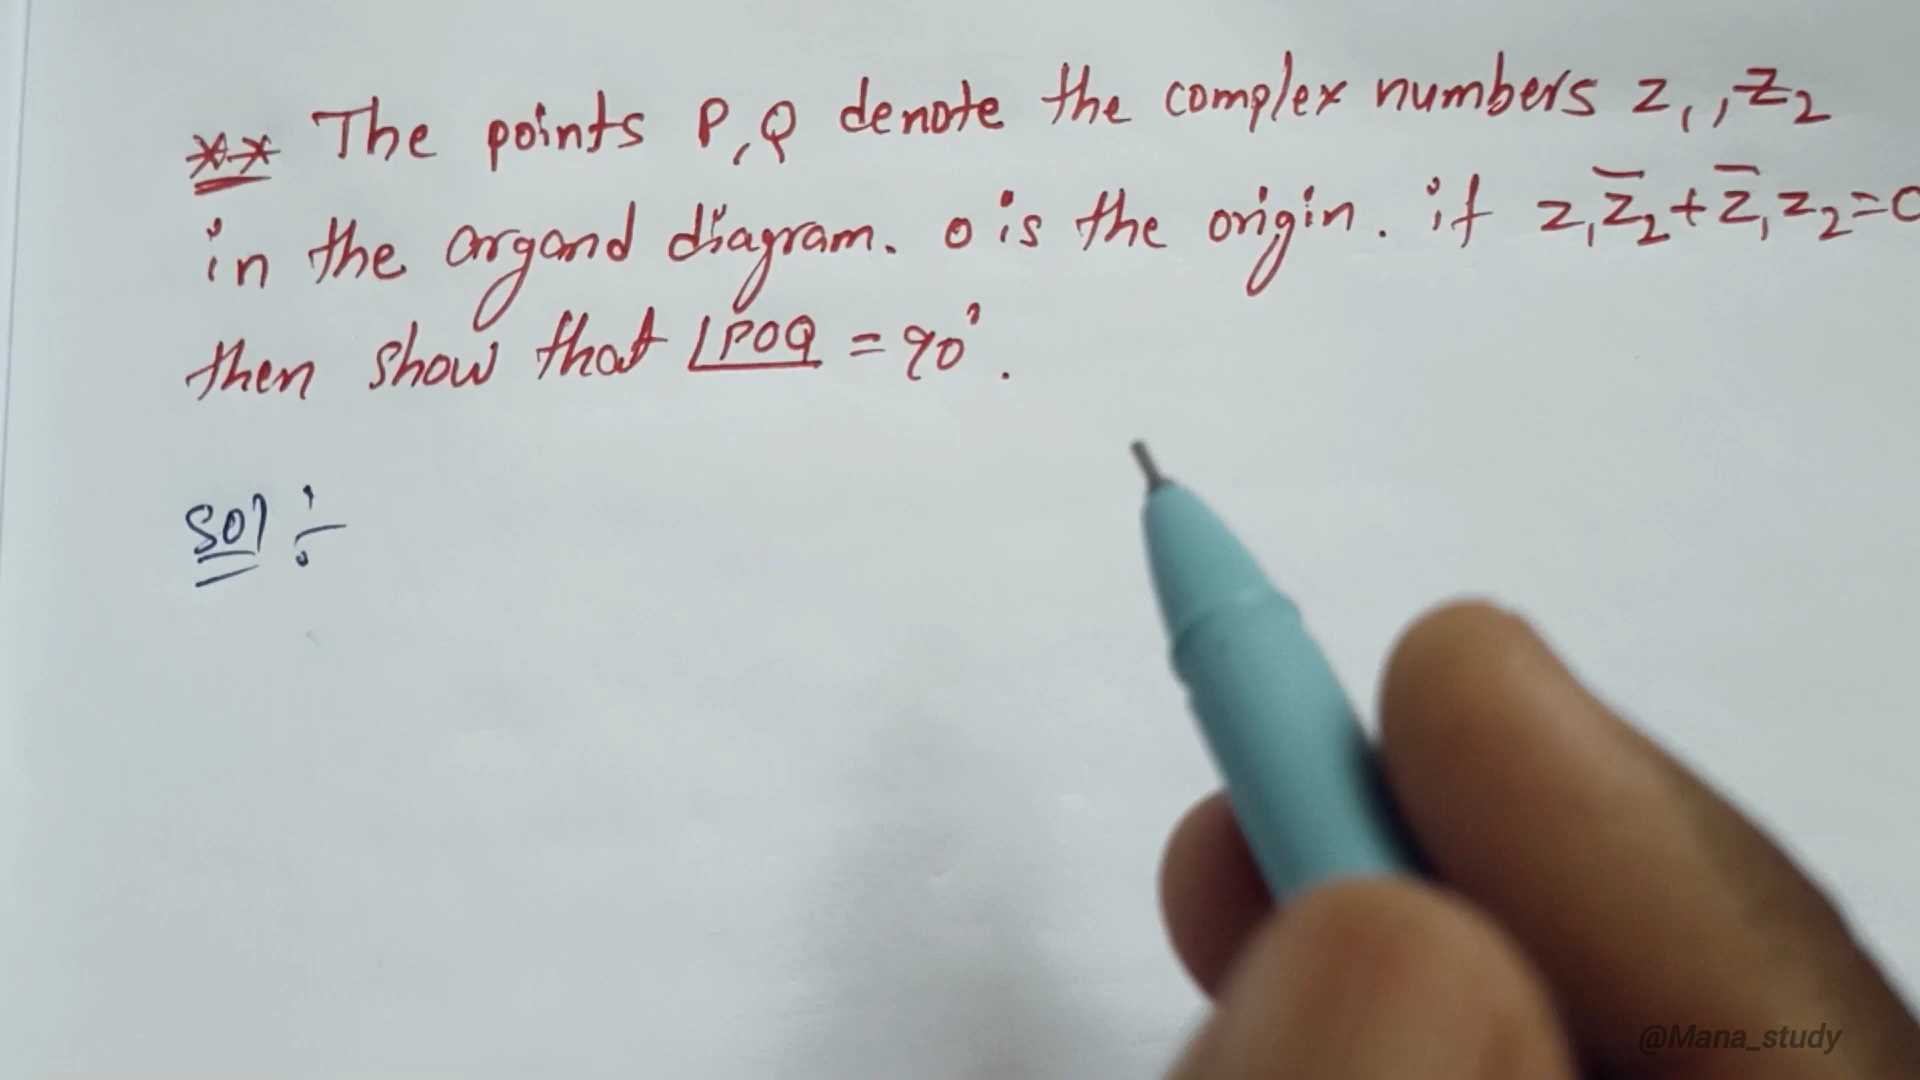 ** The points P,Q denote the complex numbers z₁,z₂
in the argand diagram. o is the origin. if z₁z̅₂+z̅₁z₂=0
then show that ∠POQ = 90°.
Sol ÷
@Mana_study